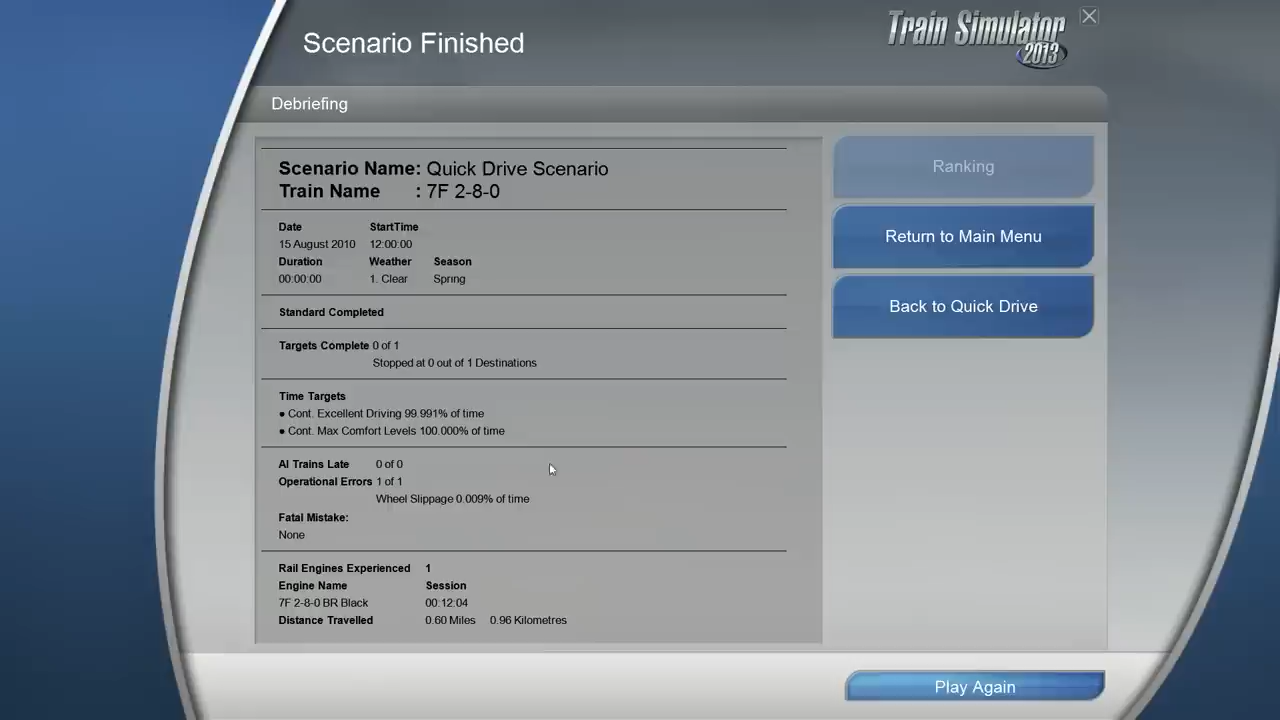 Scenario Finished
Train Simulator
2013
Debriefing
Scenario Name: Quick Drive Scenario
Train Name : 7F 2-8-0
Date StartTime
15 August 2010 12:00:00
Duration Weather Season
00:00:00 1. Clear Spring
Standard Completed
Targets Complete 0 of 1
Stopped at 0 out of 1 Destinations
Time Targets
• Cont. Excellent Driving 99.991% of time
• Cont. Max Comfort Levels 100.000% of time
AI Trains Late 0 of 0
Operational Errors 1 of 1
Wheel Slippage 0.009% of time
Fatal Mistake:
None
Rail Engines Experienced 1
Engine Name Session
7F 2-8-0 BR Black 00:12:04
Distance Travelled 0.60 Miles 0.96 Kilometres
Ranking
Return to Main Menu
Back to Quick Drive
Play Again